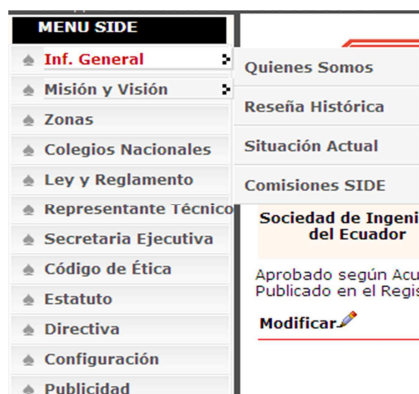 MENU SIDE
Inf. General
Misión y Visión
Zonas
Colegios Nacionales
Ley y Reglamento
Representante Técnico
Secretaria Ejecutiva
Código de Ética
Estatuto
Directiva
Configuración
Publicidad
Quienes Somos
Reseña Histórica
Situación Actual
Comisiones SIDE
Sociedad de Ingeni
del Ecuador
Aprobado según Acu
Publicado en el Regis
Modificar